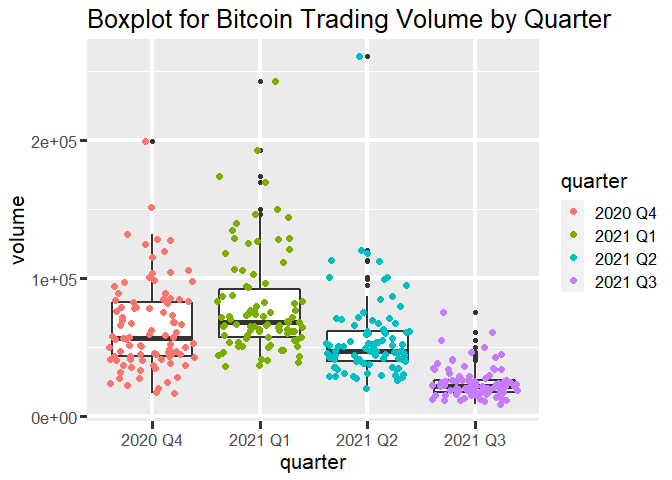 Boxplot for Bitcoin Trading Volume by Quarter
volume
2e+05
1e+05
0e+00
2020 Q4 2021 Q1 2021 Q2 2021 Q3
quarter
quarter
2020 Q4
2021 Q1
2021 Q2
2021 Q3